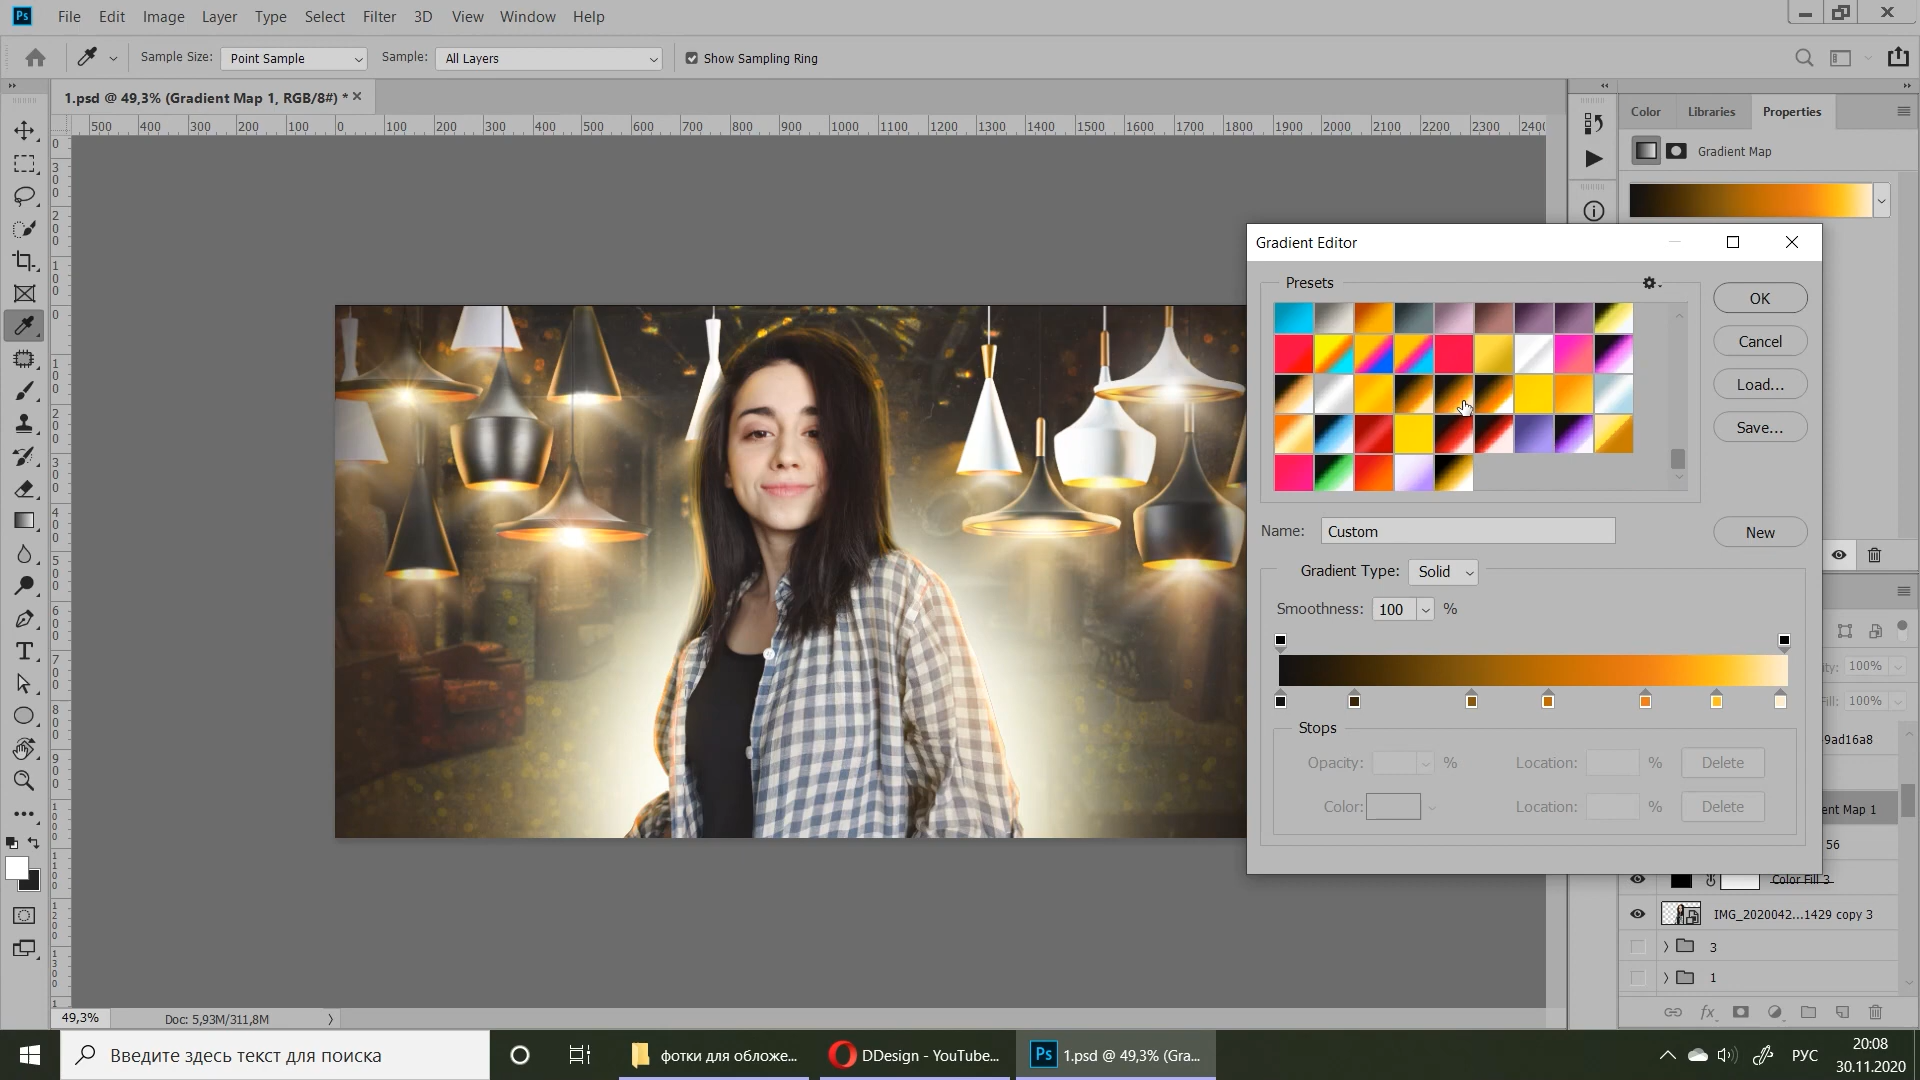 Ps File Edit Image Layer Type Select Filter 3D View Window Help
Sample Size: Point Sample Sample: All Layers Show Sampling Ring
1.psd @ 49,3% (Gradient Map 1, RGB/8#) *
Color Libraries Properties
500 400 300 200 100 0 100 200 300 400 500 600 700 800 900 1000 1100 1200 1300 1400 1500 1600 1700 1800 1900 2000 2100 2200 2300 240
Gradient Map
Gradient Editor
Presets
OK
Cancel
Load...
Save...
Name: Custom
New
Gradient Type: Solid
Smoothness: 100 %
Stops
Opacity: % Location: % Delete
Color: Location: % Delete
ity: 100%
Fill: 100%
9ad16a8
ent Map 1
56
Color Fill 3
IMG_2020042...1429 copy 3
3
1
49,3% Doc: 5,93M/311,8M
Введите здесь текст для поиска
фотки для обложе...
DDesign - YouTube...
Ps 1.psd @ 49,3% (Gra...
РУС
20:08
30.11.2020